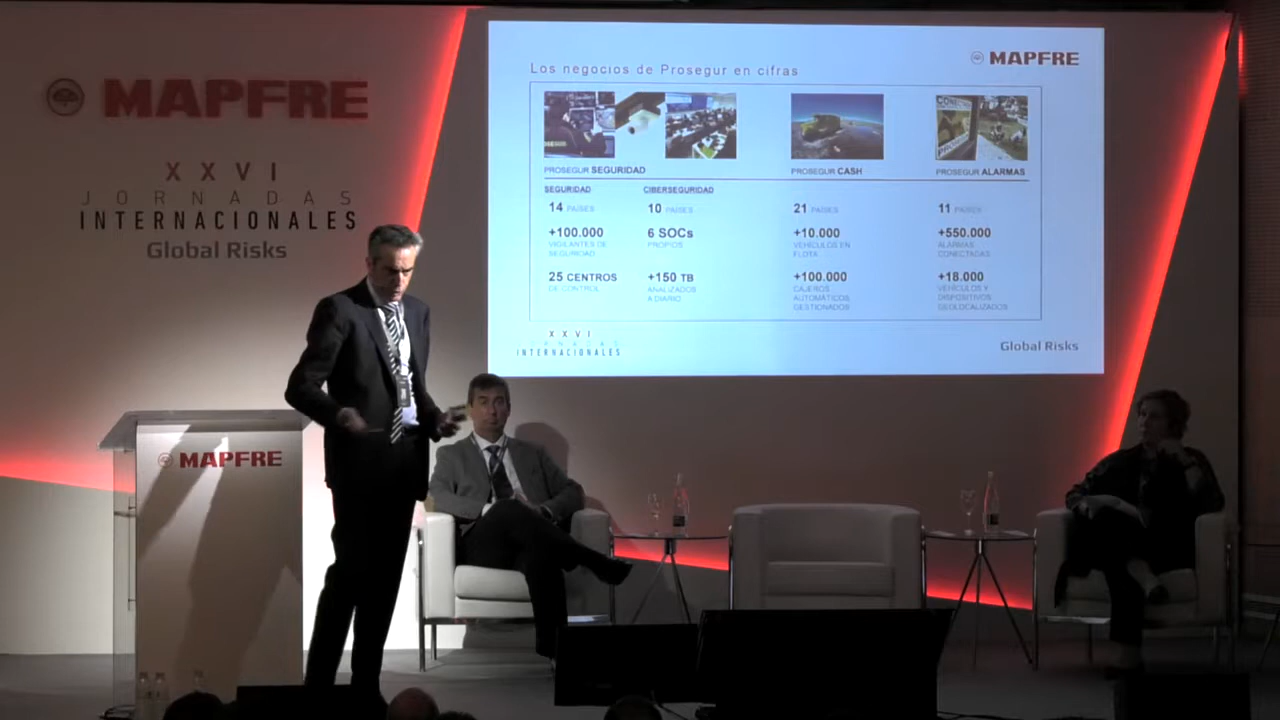 MAPFRE
XXVI
JORNADAS
INTERNACIONALES
Global Risks
MAPFRE
Los negocios de Prosegur en cifras
MAPFRE
PROSEGUR SEGURIDAD
PROSEGUR CASH
PROSEGUR ALARMAS
SEGURIDAD
CIBERSEGURIDAD
14 PAÍSES
10 PAÍSES
21 PAÍSES
11 PAÍSES
+100.000
VIGILANTES DE
SEGURIDAD
6 SOCs
PROPIOS
+10.000
VEHÍCULOS EN
FLOTA
+550.000
ALARMAS
CONECTADAS
25 CENTROS
DE CONTROL
+150 TB
ANALIZADOS
A DIARIO
+100.000
CAJEROS
AUTOMÁTICOS
GESTIONADOS
+18.000
VEHÍCULOS Y
DISPOSITIVOS
GEOLOCALIZADOS
XXVI
JORNADAS
INTERNACIONALES
Global Risks